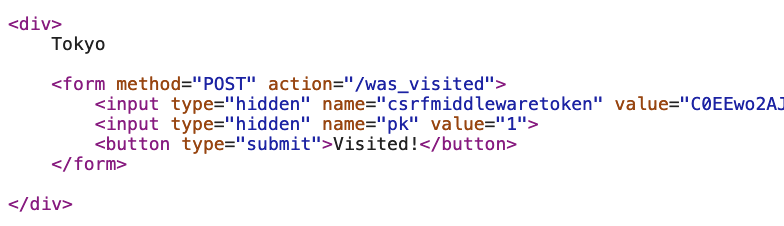 <div>
Tokyo
<form method="POST" action="/was_visited">
<input type="hidden" name="csrfmiddlewaretoken" value="C0EEwo2AJ
<input type="hidden" name="pk" value="1">
<button type="submit">Visited!</button>
</form>
</div>